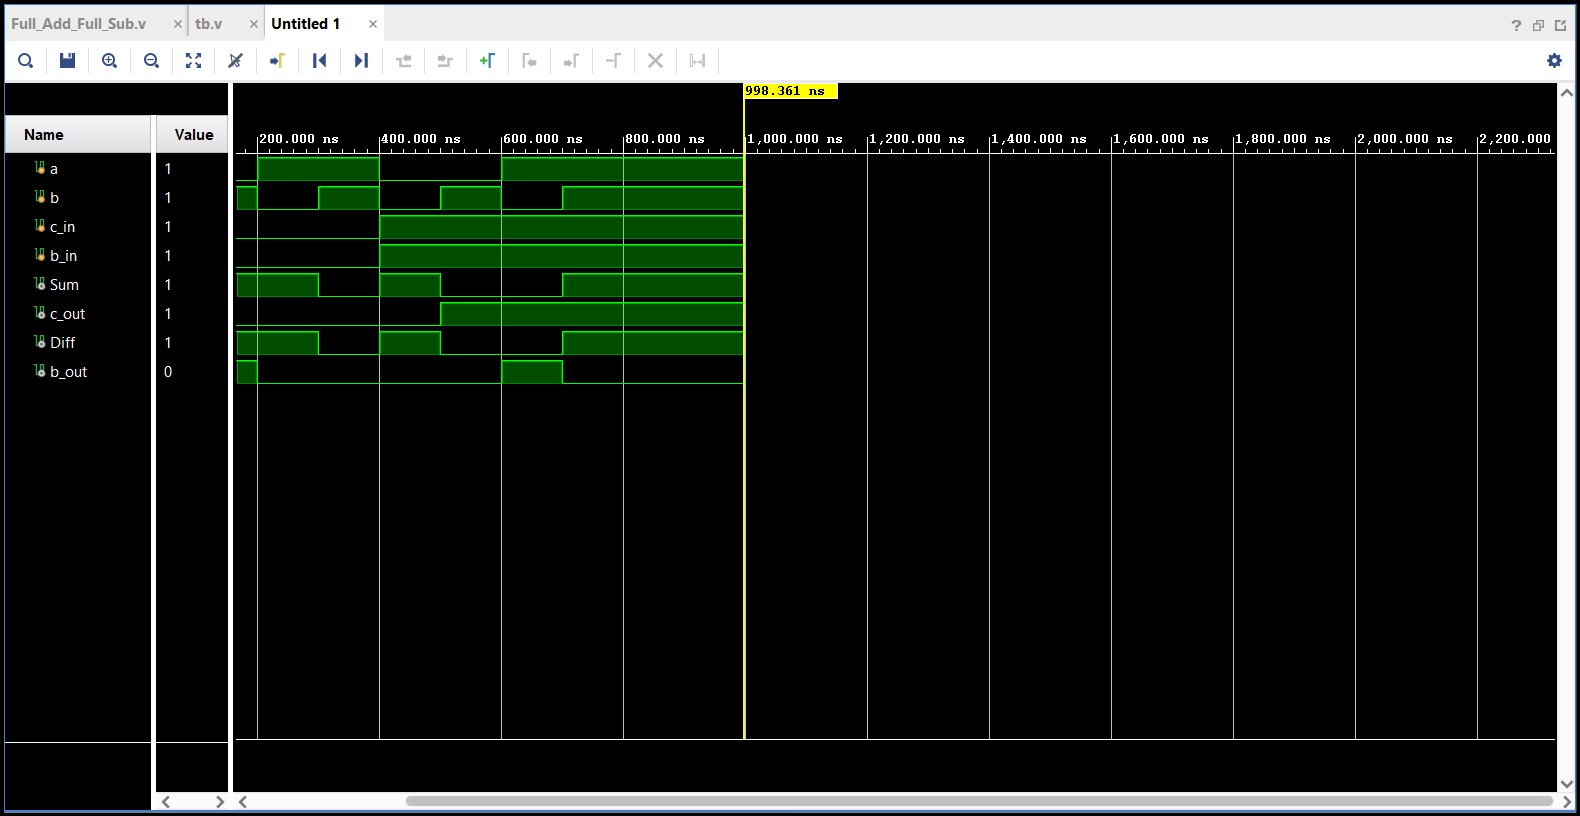 Full_Add_Full_Sub.v × tb.v × Untitled 1 ×
998.361 ns
Name Value
200.000 ns 400.000 ns 600.000 ns 800.000 ns 1,000.000 ns 1,200.000 ns 1,400.000 ns 1,600.000 ns 1,800.000 ns 2,000.000 ns 2,200.000
a 1
b 1
c_in 1
b_in 1
Sum 1
c_out 1
Diff 1
b_out 0